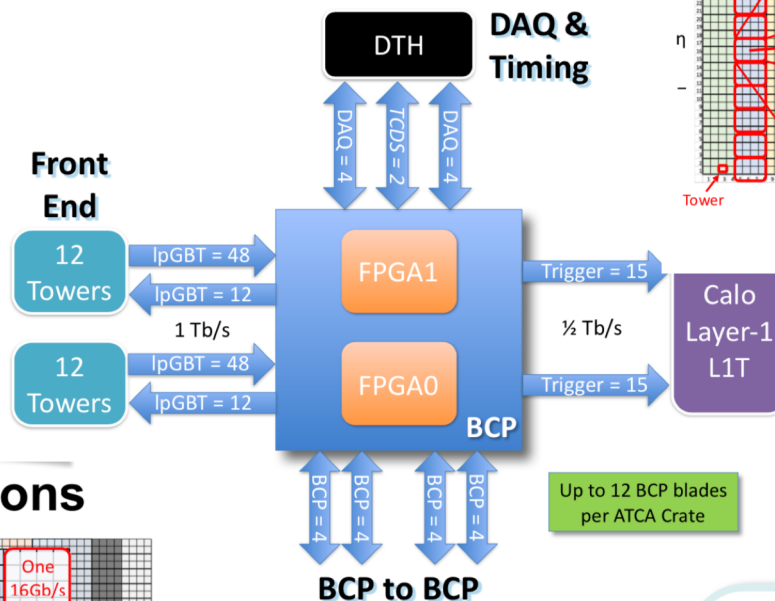 DTH
DAQ &
Timing
η
DAQ = 4
TCDS = 2
DAQ = 4
Tower
Front
End
12
Towers
lpGBT = 48
lpGBT = 12
1 Tb/s
12
Towers
lpGBT = 48
lpGBT = 12
FPGA1
FPGA0
BCP
Trigger = 15
½ Tb/s
Trigger = 15
Calo
Layer-1
L1T
BCP = 4
BCP = 4
BCP = 4
BCP = 4
BCP to BCP
Up to 12 BCP blades
per ATCA Crate
ons
One
16Gb/s